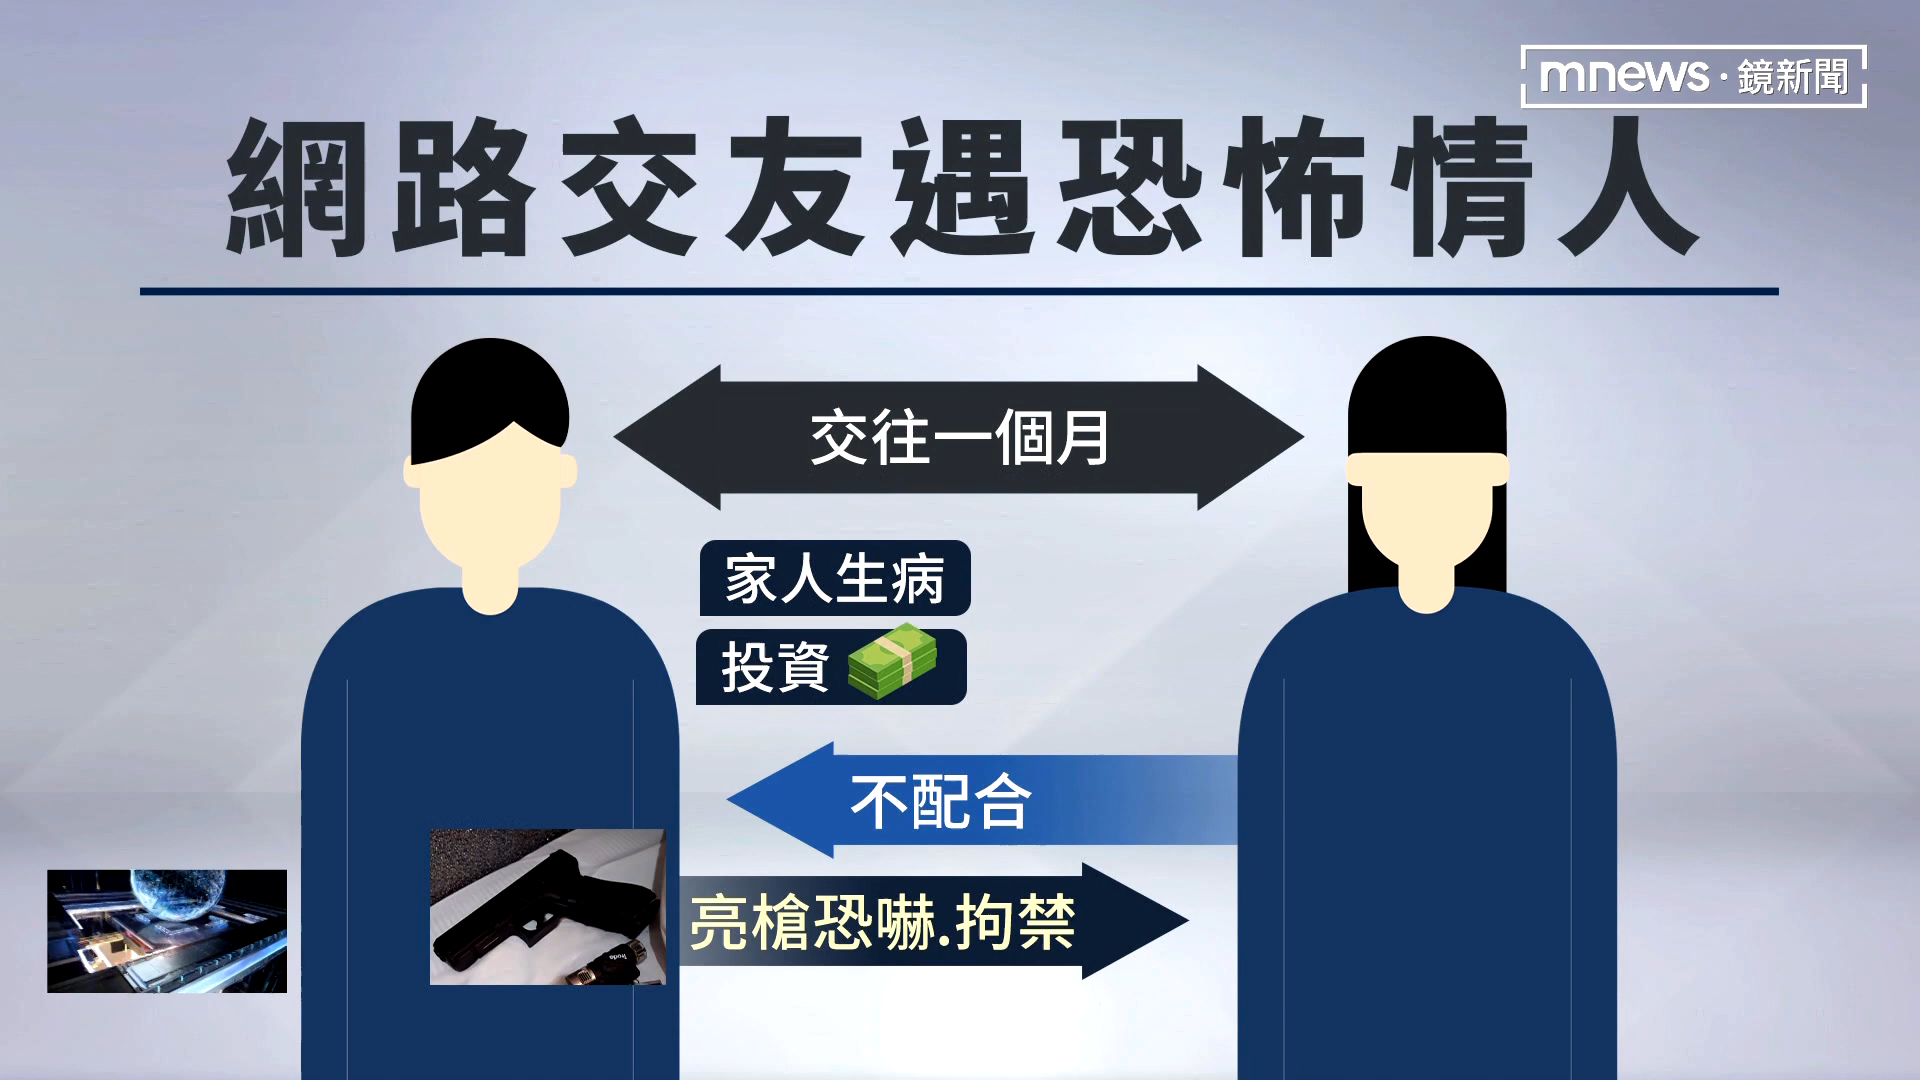 mnews·鏡新聞
網路交友遇恐怖情人
交往一個月
家人生病
投資
不配合
亮槍恐嚇.拘禁